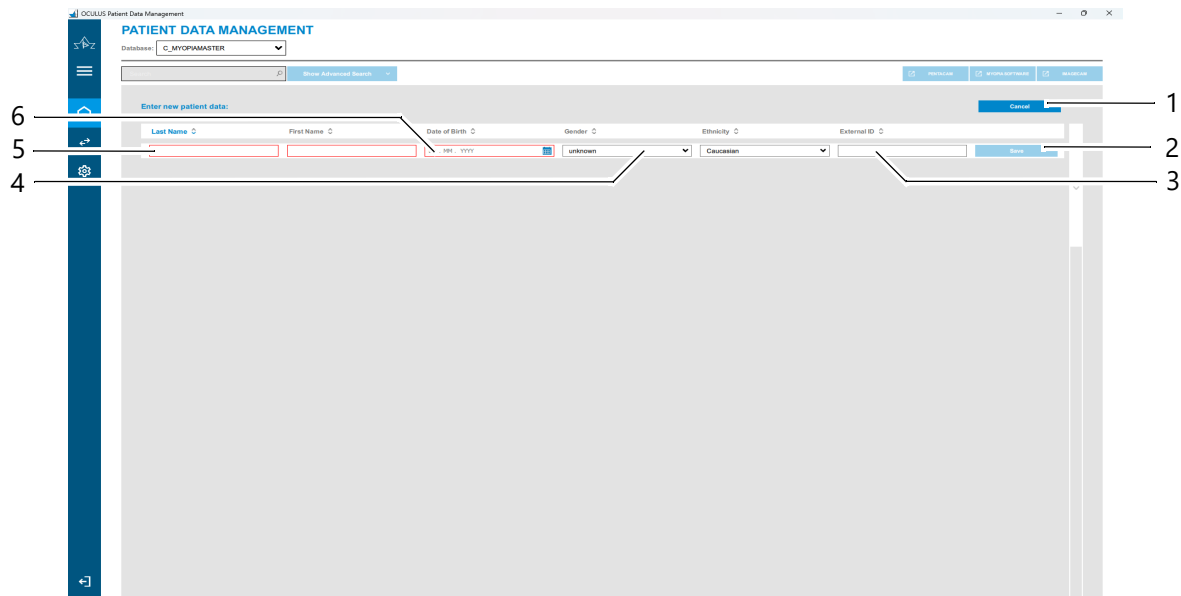 OCULUS Patient Data Management
PATIENT DATA MANAGEMENT
Database: C_MYOPIAMASTER
Search
Show Advanced Search
PENTACAM MYOPIA SOFTWARE IMAGECAM
Enter new patient data:
Cancel
1
6
Last Name First Name Date of Birth Gender Ethnicity External ID
5
MM . YYYY unknown Caucasian Save
2
4
3